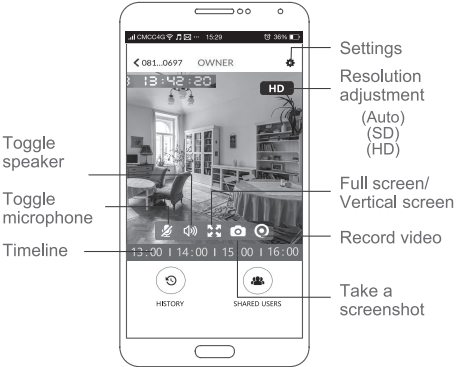 CMCC4G ··· 15:29 36%
081...0697 OWNER
13:42:20
HD
Settings
Resolution
adjustment
(Auto)
(SD)
(HD)
Toggle
speaker
Toggle
microphone
Timeline
Full screen/
Vertical screen
Record video
Take a
screenshot
13:00 | 14:00 | 15:00 | 16:00
HISTORY
SHARED USERS